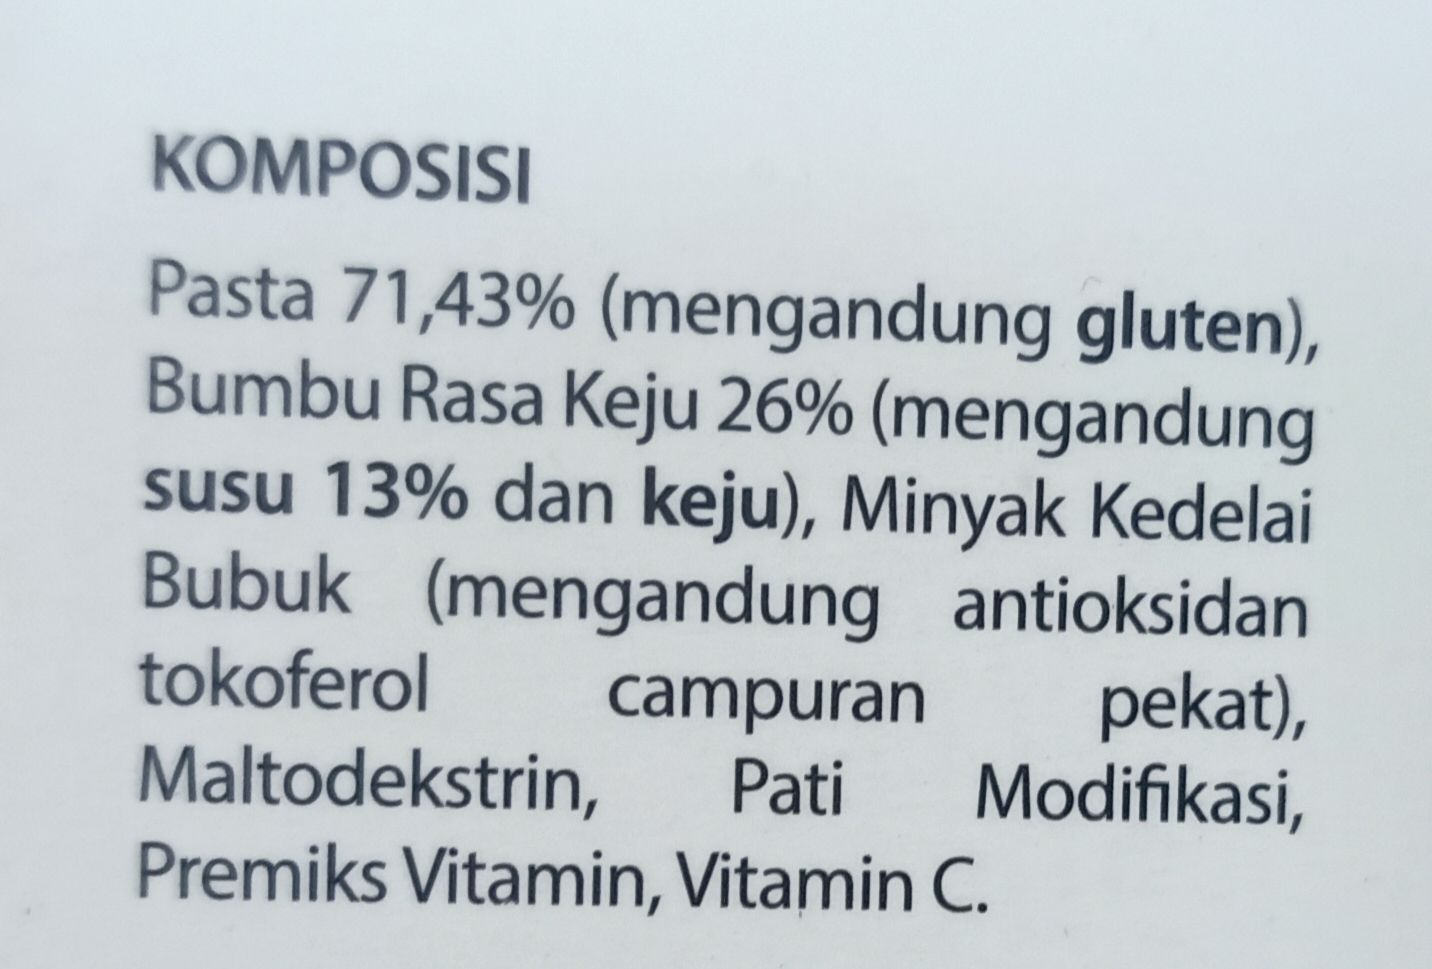 KOMPOSISI
Pasta 71,43% (mengandung gluten),
Bumbu Rasa Keju 26% (mengandung
susu 13% dan keju), Minyak Kedelai
Bubuk (mengandung antioksidan
tokoferol campuran pekat),
Maltodekstrin, Pati Modifikasi,
Premiks Vitamin, Vitamin C.